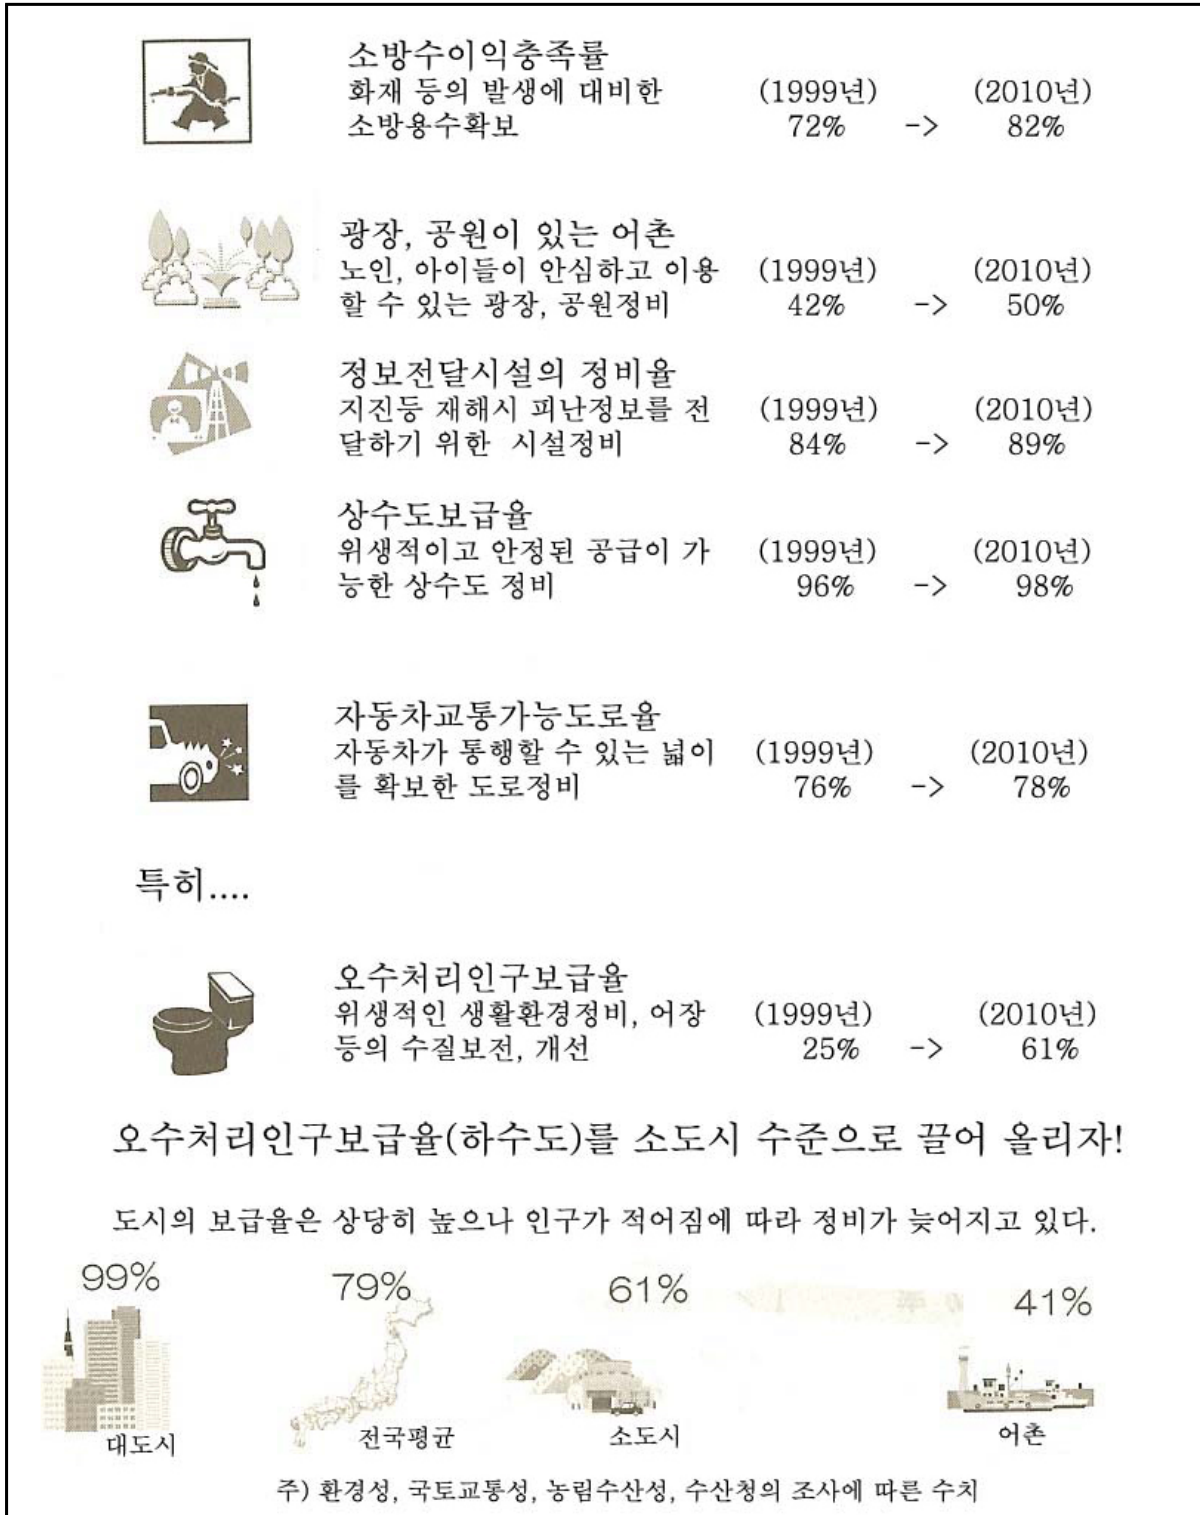 소방수이익충족률
화재 등의 발생에 대비한 (1999년) (2010년)
소방용수확보 72% -> 82%
광장, 공원이 있는 어촌
노인, 아이들이 안심하고 이용 (1999년) (2010년)
할 수 있는 광장, 공원정비 42% -> 50%
정보전달시설의 정비율
지진등 재해시 피난정보를 전 (1999년) (2010년)
달하기 위한 시설정비 84% -> 89%
상수도보급율
위생적이고 안정된 공급이 가 (1999년) (2010년)
능한 상수도 정비 96% -> 98%
자동차교통가능도로율
자동차가 통행할 수 있는 넓이 (1999년) (2010년)
를 확보한 도로정비 76% -> 78%
특히....
오수처리인구보급율
위생적인 생활환경정비, 어장 (1999년) (2010년)
등의 수질보전, 개선 25% -> 61%
오수처리인구보급율(하수도)를 소도시 수준으로 끌어 올리자!
도시의 보급율은 상당히 높으나 인구가 적어짐에 따라 정비가 늦어지고 있다.
99% 79% 61% 41%
대도시 전국평균 소도시 어촌
주) 환경성, 국토교통성, 농림수산성, 수산청의 조사에 따른 수치